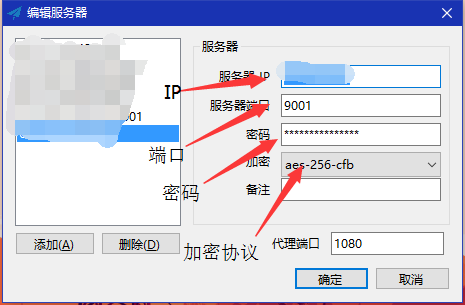 编辑服务器
服务器
IP
服务器 IP
服务器端口 9001
001
端口
密码 ***************
密码
加密 aes-256-cfb
备注
加密协议
添加(A) 删除(D)
代理端口 1080
确定 取消